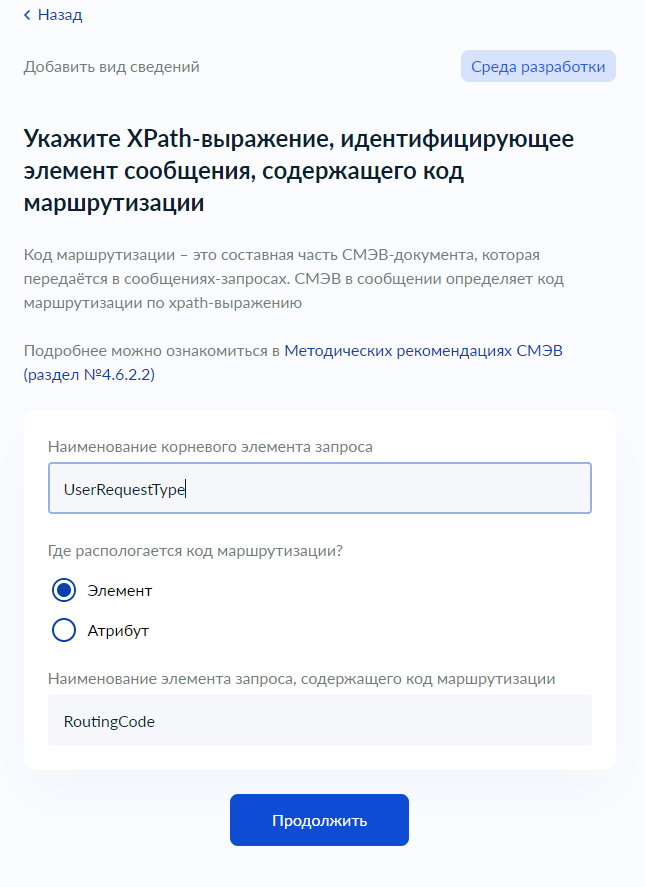 Назад
Добавить вид сведений
Среда разработки
Укажите XPath-выражение, идентифицирующее
элемент сообщения, содержащего код
маршрутизации
Код маршрутизации – это составная часть СМЭВ-документа, которая
передаётся в сообщениях-запросах. СМЭВ в сообщении определяет код
маршрутизации по xpath-выражению
Подробнее можно ознакомиться в Методических рекомендациях СМЭВ
(раздел №4.6.2.2)
Наименование корневого элемента запроса
UserRequestType
Где распологается код маршрутизации?
Элемент
Атрибут
Наименование элемента запроса, содержащего код маршрутизации
RoutingCode
Продолжить